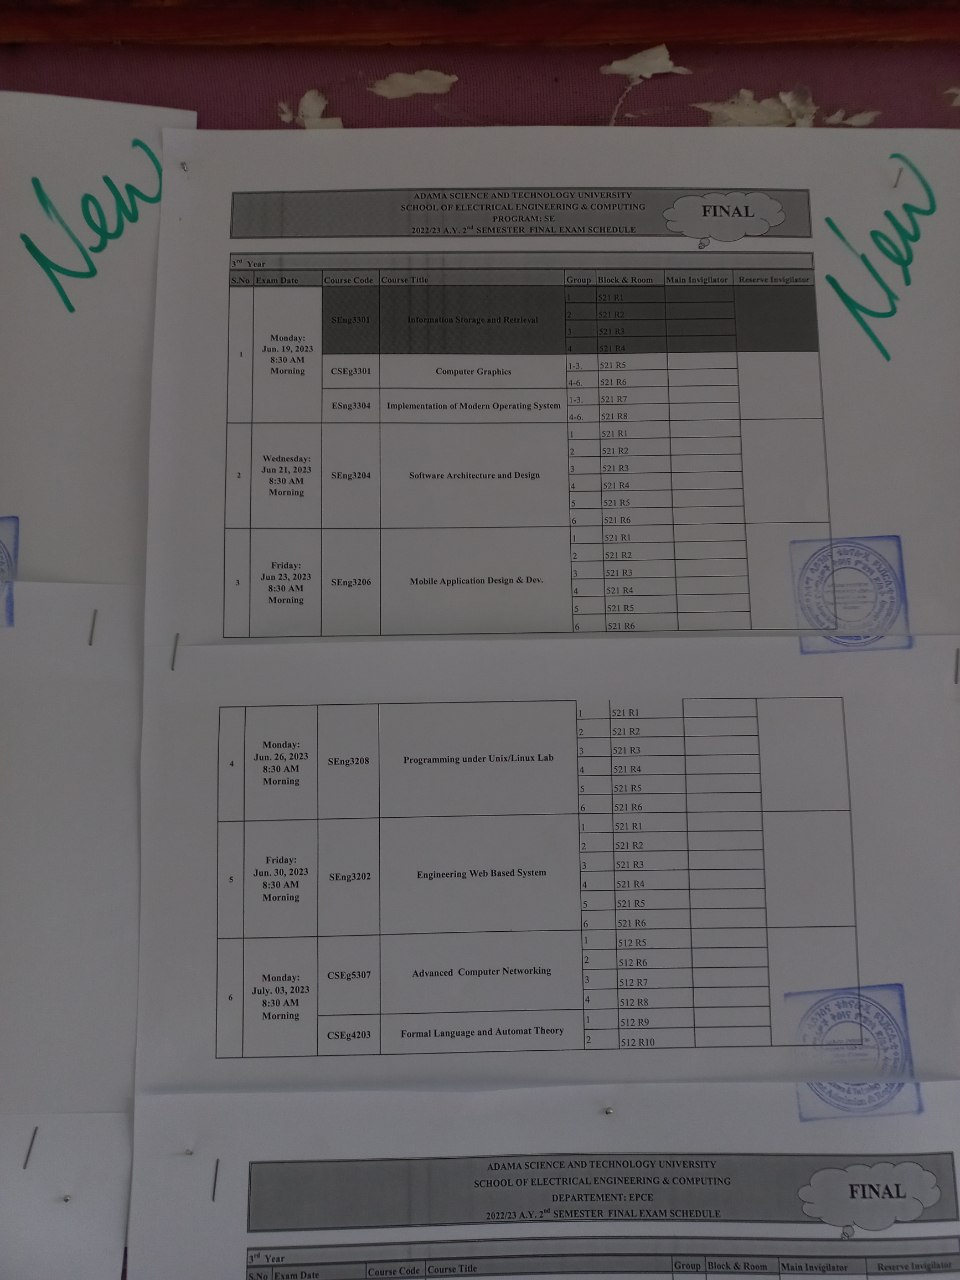 New
New
ADAMA SCIENCE AND TECHNOLOGY UNIVERSITY
SCHOOL OF ELECTRICAL ENGINEERING & COMPUTING
PROGRAM: SE
2022/23 A.Y. 2nd SEMESTER FINAL EXAM SCHEDULE
FINAL
3rd Year
S.No Exam Date Course Code Course Title Group Block & Room Main Invigilator Reserve Invigilator
1 Monday: Jun. 19, 2023 8:30 AM Morning
SEng3301 Information Storage and Retrieval
1 521 R1
2 521 R2
3 521 R3
4 521 R4
CSEg3301 Computer Graphics
1-3. 521 R5
4-6. 521 R6
ESng3304 Implementation of Modern Operating System
1-3. 521 R7
4-6. 521 R8
2 Wednesday: Jun 21, 2023 8:30 AM Morning
SEng3204 Software Architecture and Design
1 521 R1
2 521 R2
3 521 R3
4 521 R4
5 521 R5
6 521 R6
3 Friday: Jun 23, 2023 8:30 AM Morning
SEng3206 Mobile Application Design & Dev.
1 521 R1
2 521 R2
3 521 R3
4 521 R4
5 521 R5
6 521 R6
4 Monday: Jun. 26, 2023 8:30 AM Morning
SEng3208 Programming under Unix/Linux Lab
1 521 R1
2 521 R2
3 521 R3
4 521 R4
5 521 R5
6 521 R6
5 Friday: Jun. 30, 2023 8:30 AM Morning
SEng3202 Engineering Web Based System
1 521 R1
2 521 R2
3 521 R3
4 521 R4
5 521 R5
6 521 R6
6 Monday: July. 03, 2023 8:30 AM Morning
CSEg5307 Advanced Computer Networking
1 512 R5
2 512 R6
3 512 R7
4 512 R8
CSEg4203 Formal Language and Automat Theory
1 512 R9
2 512 R10
ADAMA SCIENCE AND TECHNOLOGY UNIVERSITY
SCHOOL OF ELECTRICAL ENGINEERING & COMPUTING
DEPARTEMENT: EPCE
2022/23 A.Y. 2nd SEMESTER FINAL EXAM SCHEDULE
FINAL
3rd Year
S.No Exam Date Course Code Course Title Group Block & Room Main Invigilator Reserve Invigilator